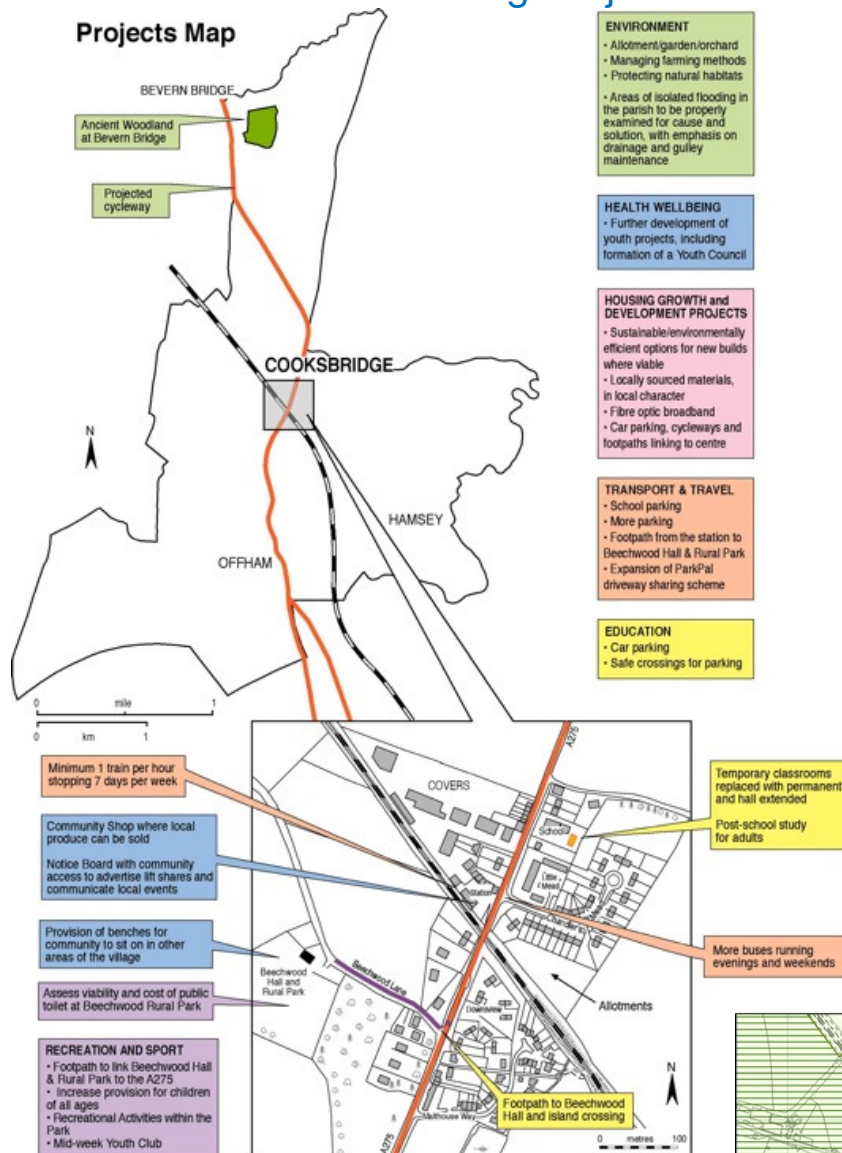 Projects Map
BEVERN BRIDGE
Ancient Woodland
at Bevern Bridge
Projected
cycleway
COOKSBRIDGE
N
HAMSEY
OFFHAM
0 mile 1
0 km 1
ENVIRONMENT
• Allotment/garden/orchard
• Managing farming methods
• Protecting natural habitats
• Areas of isolated flooding in
the parish to be properly
examined for cause and
solution, with emphasis on
drainage and gulley
maintenance
HEALTH WELLBEING
• Further development of
youth projects, including
formation of a Youth Council
HOUSING GROWTH and
DEVELOPMENT PROJECTS
• Sustainable/environmentally
efficient options for new builds
where viable
• Locally sourced materials,
in local character
• Fibre optic broadband
• Car parking, cycleways and
footpaths linking to centre
TRANSPORT & TRAVEL
• School parking
• More parking
• Footpath from the station to
Beechwood Hall & Rural Park
• Expansion of ParkPal
driveway sharing scheme
EDUCATION
• Car parking
• Safe crossings for parking
Minimum 1 train per hour
stopping 7 days per week
Community Shop where local
produce can be sold
Notice Board with community
access to advertise lift shares and
communicate local events
Provision of benches for
community to sit on in other
areas of the village
Assess viability and cost of public
toilet at Beechwood Rural Park
RECREATION AND SPORT
• Footpath to link Beechwood Hall
& Rural Park to the A275
• Increase provision for children
of all ages
• Recreational Activities within the
Park
• Mid-week Youth Club
A275
COVERS
School
Little
Mead
Station
Beechwood
Hall and
Rural Park
Beechwood Lane
Downsview
Allotments
Malthouse Way
A275
N
0 metres 100
Temporary classrooms
replaced with permanent
and hall extended
Post-school study
for adults
More buses running
evenings and weekends
Footpath to Beechwood
Hall and island crossing